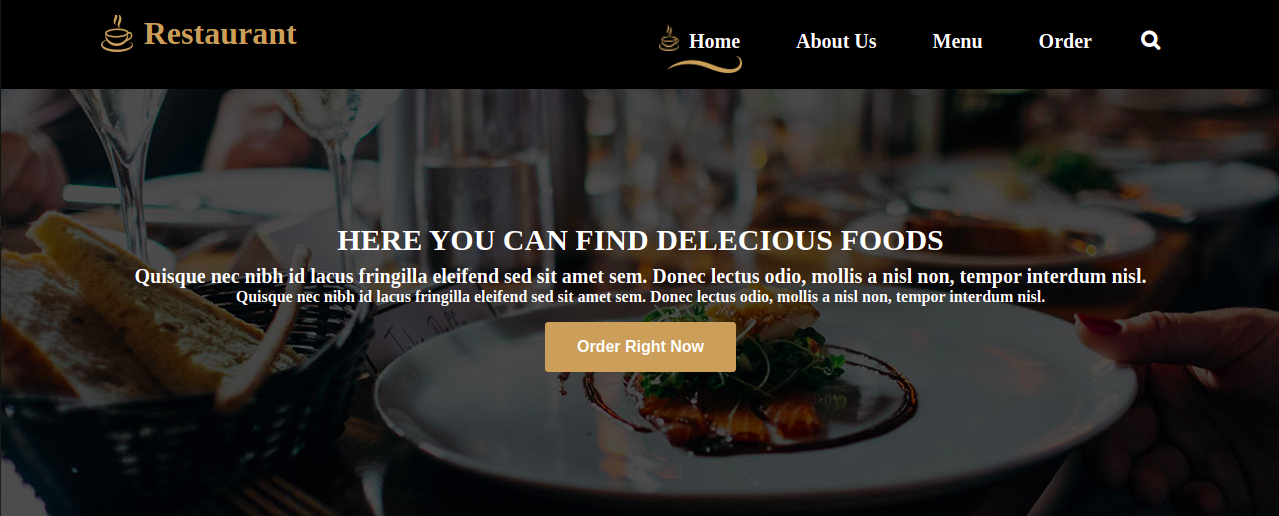 Restaurant
Home About Us Menu Order
HERE YOU CAN FIND DELECIOUS FOODS
Quisque nec nibh id lacus fringilla eleifend sed sit amet sem. Donec lectus odio, mollis a nisl non, tempor interdum nisl.
Quisque nec nibh id lacus fringilla eleifend sed sit amet sem. Donec lectus odio, mollis a nisl non, tempor interdum nisl.
Order Right Now